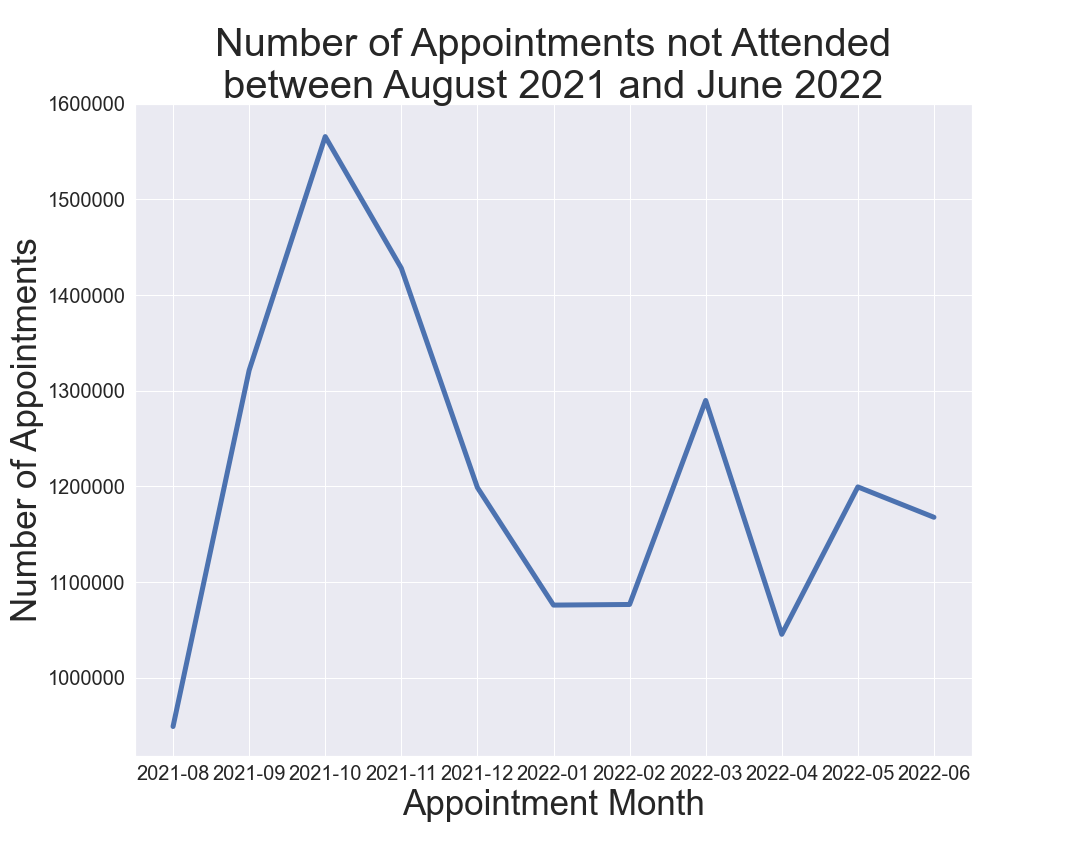 Number of Appointments not Attended
between August 2021 and June 2022
Number of Appointments
1600000
1500000
1400000
1300000
1200000
1100000
1000000
2021-08 2021-09 2021-10 2021-11 2021-12 2022-01 2022-02 2022-03 2022-04 2022-05 2022-06
Appointment Month